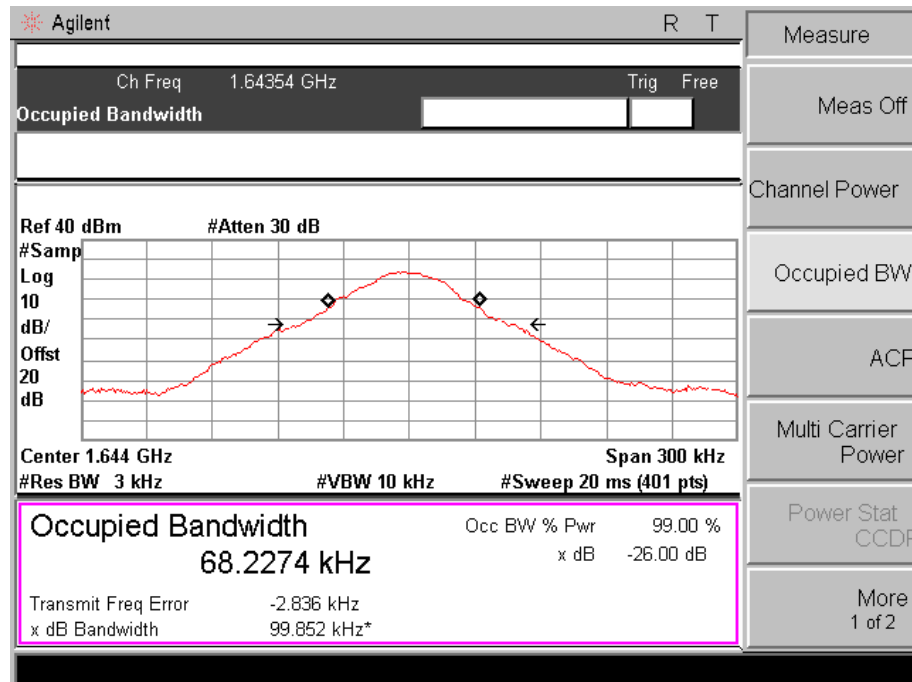 Agilent R T
Measure
Ch Freq 1.64354 GHz Trig Free
Occupied Bandwidth
Meas Off
Channel Power
Ref 40 dBm #Atten 30 dB
#Samp
Log
10
dB/
Offst
20
dB
Occupied BW
Center 1.644 GHz Span 300 kHz
#Res BW 3 kHz #VBW 10 kHz #Sweep 20 ms (401 pts)
Multi Carrier
Power
Occupied Bandwidth
68.2274 kHz
Occ BW % Pwr 99.00 %
x dB -26.00 dB
Transmit Freq Error -2.836 kHz
x dB Bandwidth 99.852 kHz*
Power Stat
More
1 of 2